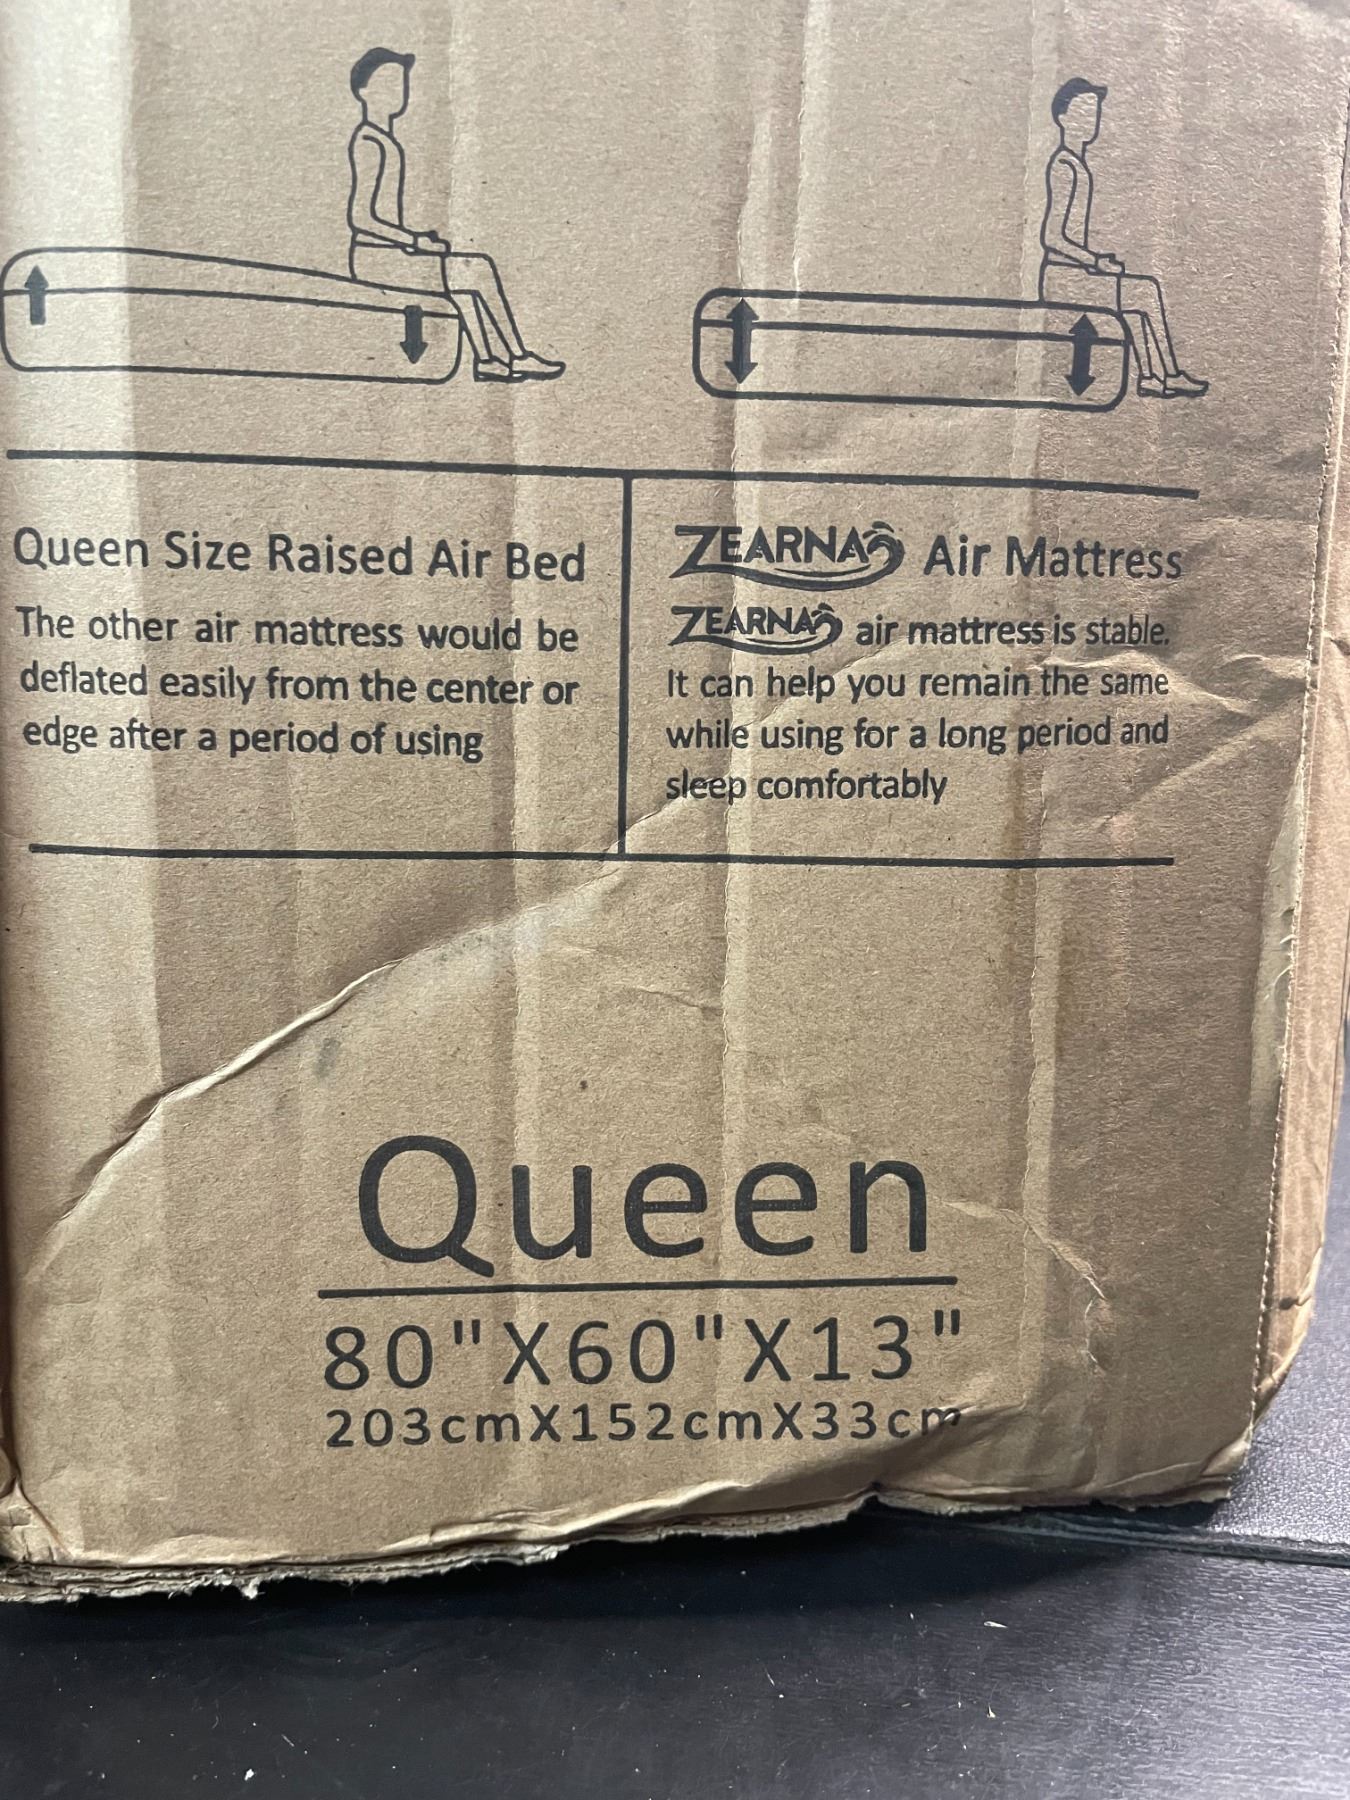 Queen Size Raised Air Bed
The other air mattress would be
deflated easily from the center or
edge after a period of using
ZEARNA Air Mattress
ZEARNA air mattress is stable.
It can help you remain the same
while using for a long period and
sleep comfortably
Queen
80"X60"X13"
203cmX152cmX33cm